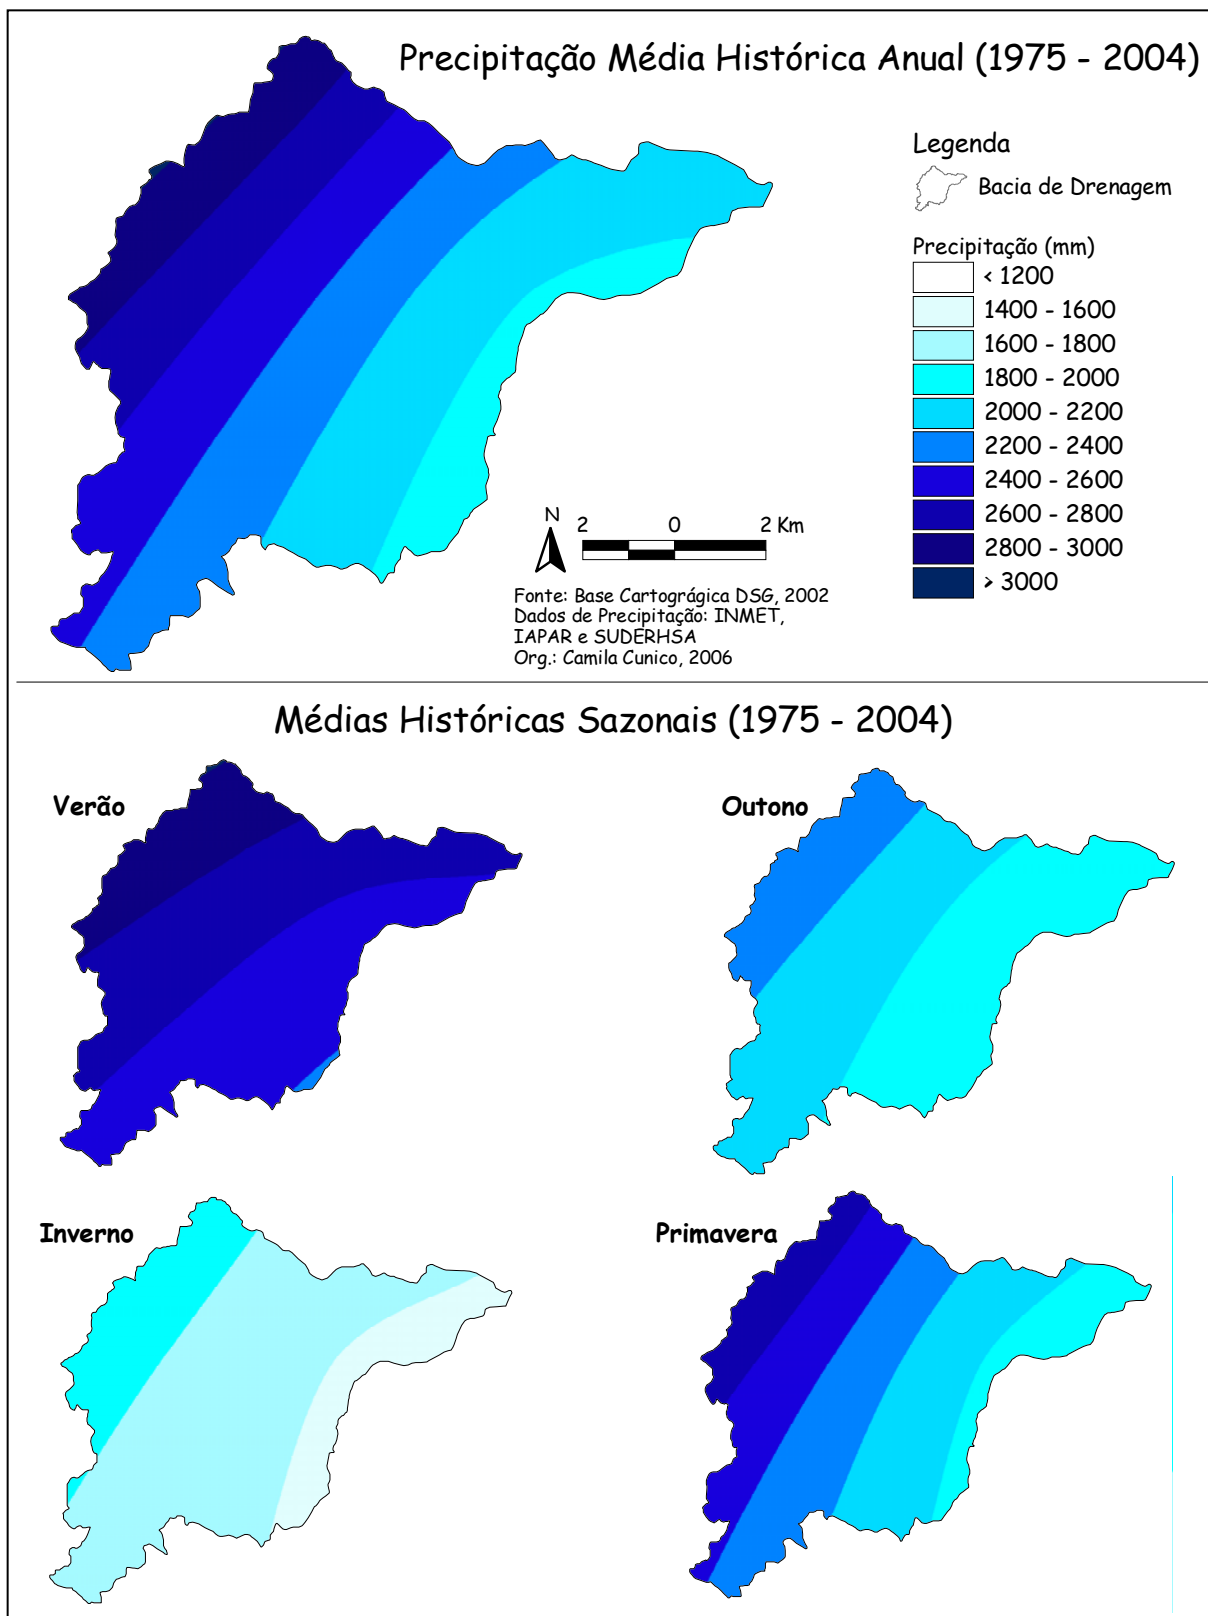 Precipitação Média Histórica Anual (1975 - 2004)
Legenda
Bacia de Drenagem
Precipitação (mm)
< 1200
1400 - 1600
1600 - 1800
1800 - 2000
2000 - 2200
2200 - 2400
2400 - 2600
2600 - 2800
2800 - 3000
> 3000
N
2 0 2 Km
Fonte: Base Cartográgica DSG, 2002
Dados de Precipitação: INMET,
IAPAR e SUDERHSA
Org.: Camila Cunico, 2006
Médias Históricas Sazonais (1975 - 2004)
Verão
Outono
Inverno
Primavera